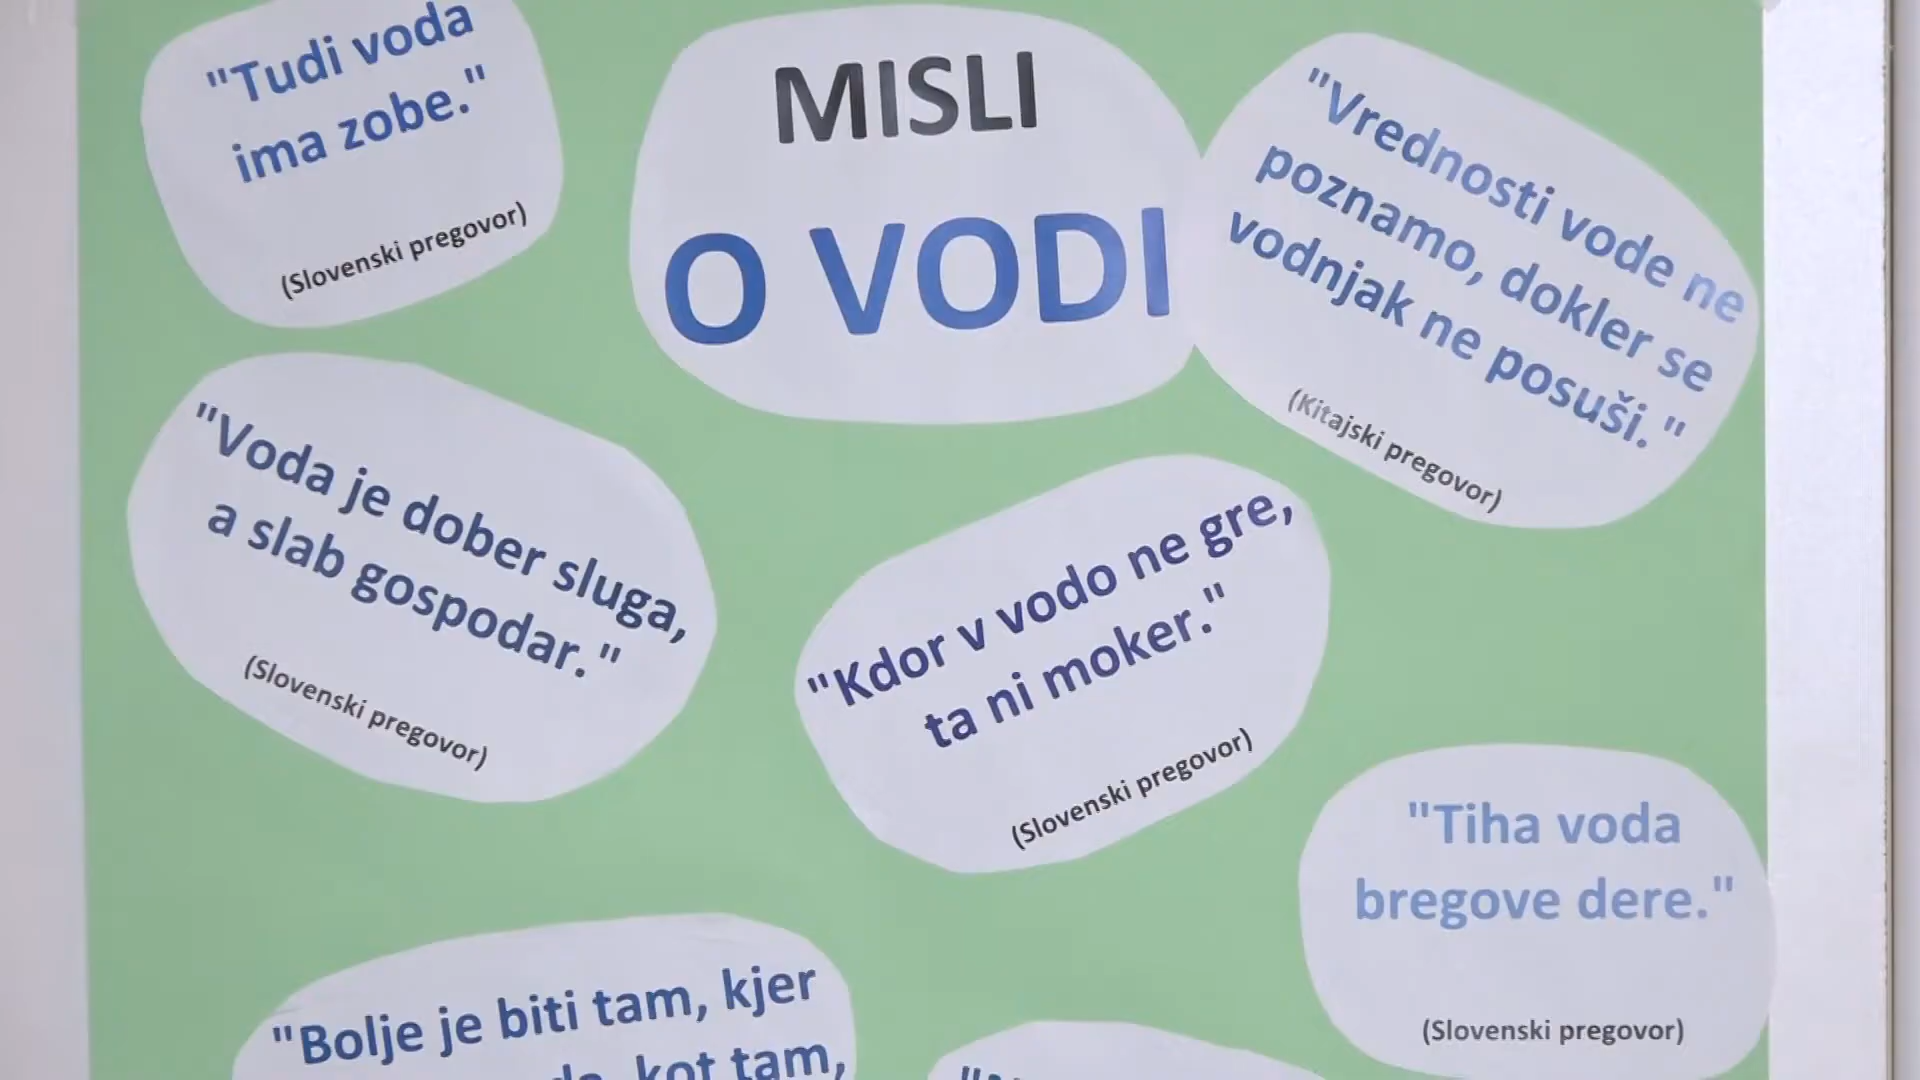 "Tudi voda
ima zobe."
(Slovenski pregovor)
MISLI
O VODI
"Vrednosti vode ne
poznamo, dokler se
vodnjak ne posuši."
(Kitajski pregovor)
"Voda je dober sluga,
a slab gospodar."
(Slovenski pregovor)
"Kdor v vodo ne gre,
ta ni moker."
(Slovenski pregovor)
"Tiha voda
bregove dere."
(Slovenski pregovor)
"Bolje je biti tam, kjer
kot tam,